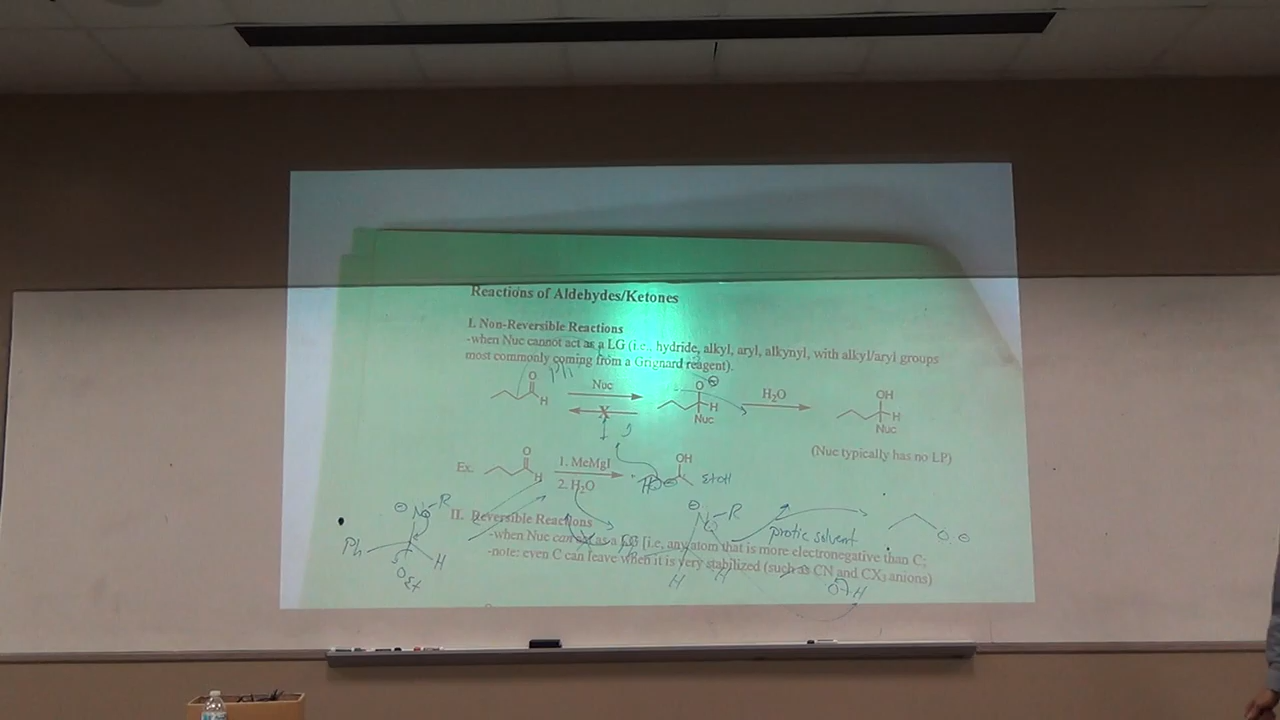 Reactions of Aldehydes/Ketones
I. Non-Reversible Reactions
-when Nuc cannot act as a LG (i.e., hydride, alkyl, aryl, alkynyl, with alkyl/aryl groups
most commonly coming from a Grignard reagent).
O H Nuc X O ⊖ H Nuc H₂O OH H Nuc
(Nuc typically has no LP)
Ex. O H 1. MeMgI OH
2. H₂O EtOH
II. Reversible Reactions
-when Nuc can act as a LG [i.e, any atom that is more electronegative than C;
-note: even C can leave when it is very stabilized (such as CN and CX₃ anions)
⊖ N-R
Ph H
O
Et
⊖ N-R
H H
protic solvent
O ⊖
O H